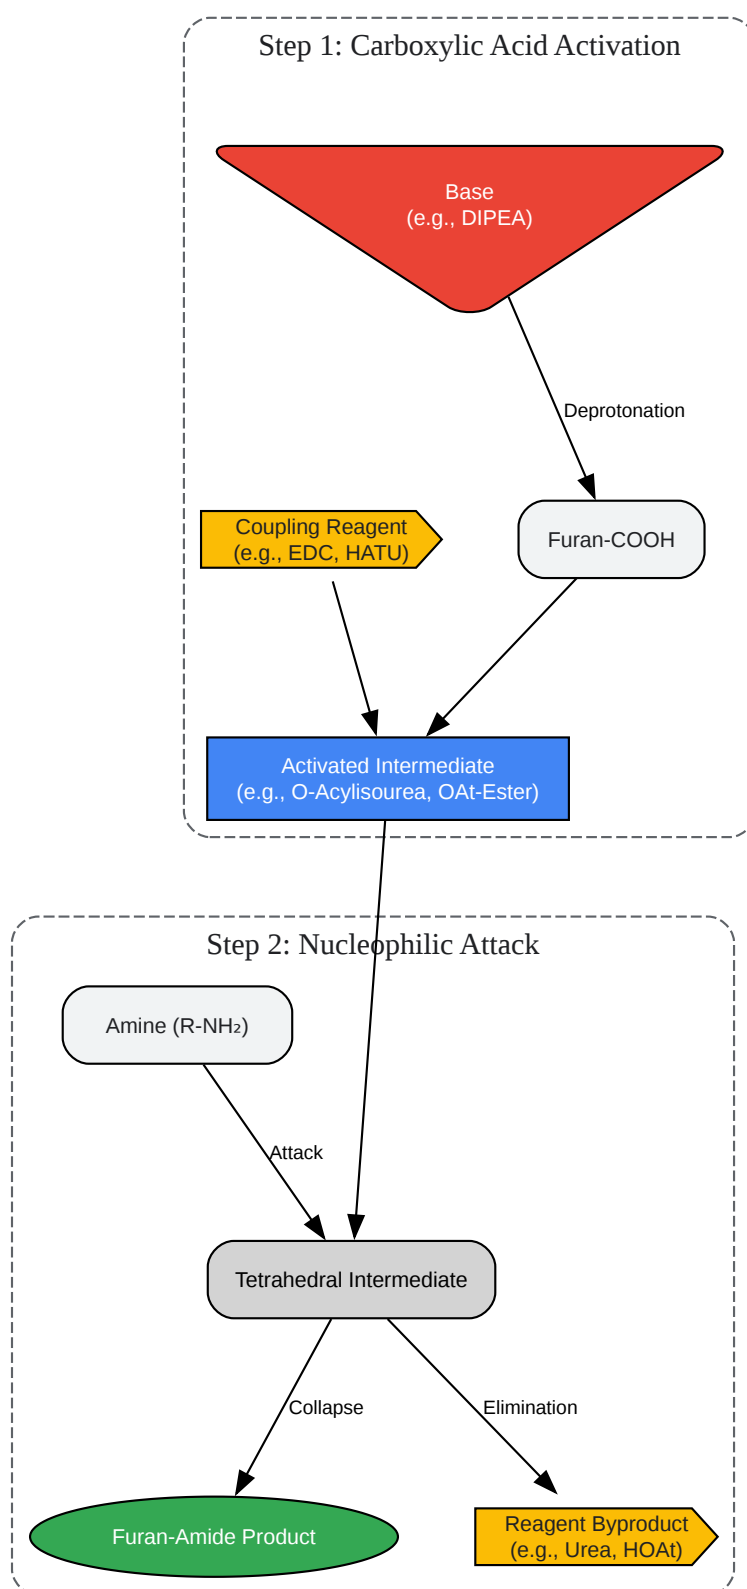 Step 1: Carboxylic Acid Activation
Base
(e.g., DIPEA)
Deprotonation
Coupling Reagent
(e.g., EDC, HATU)
Furan-COOH
Activated Intermediate
(e.g., O-Acylisourea, OAt-Ester)
Step 2: Nucleophilic Attack
Amine (R-NH₂)
Attack
Tetrahedral Intermediate
Collapse
Elimination
Furan-Amide Product
Reagent Byproduct
(e.g., Urea, HOAt)